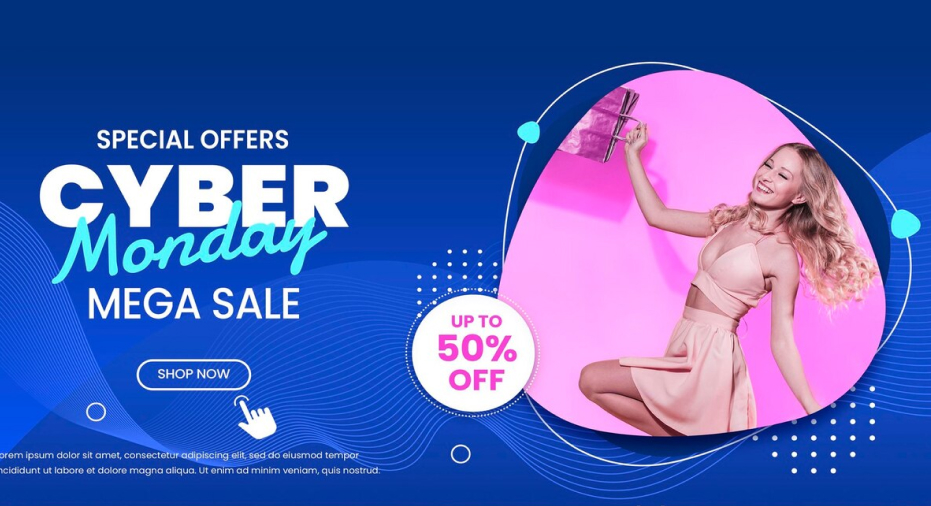 SPECIAL OFFERS
CYBER
Monday
MEGA SALE
SHOP NOW
UP TO
50%
OFF
orem ipsum dolor sit amet, consectetur adipiscing elit, sed do eiusmod tempor
ncididunt ut labore et dolore magna aliqua. Ut enim ad minim veniam, quis nostrud.